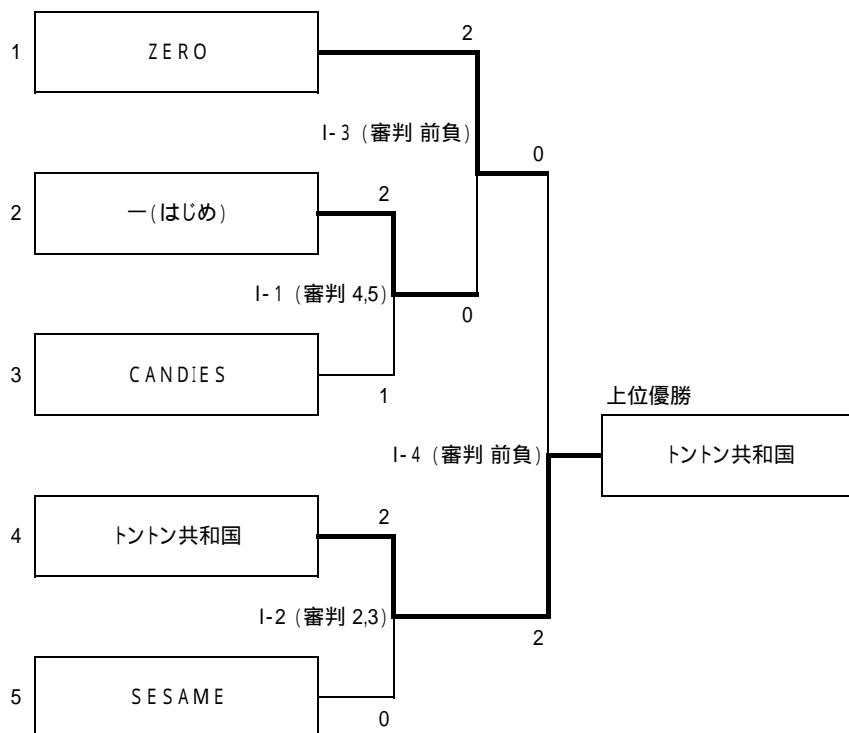 2
1 ZERO
I-3 (審判 前負)
0
2 一(はじめ)
2
I-1 (審判 4,5)
0
3 CANDIES
1
上位優勝
I-4 (審判 前負)
トントン共和国
4 トントン共和国
2
I-2 (審判 2,3)
2
5 SESAME
0